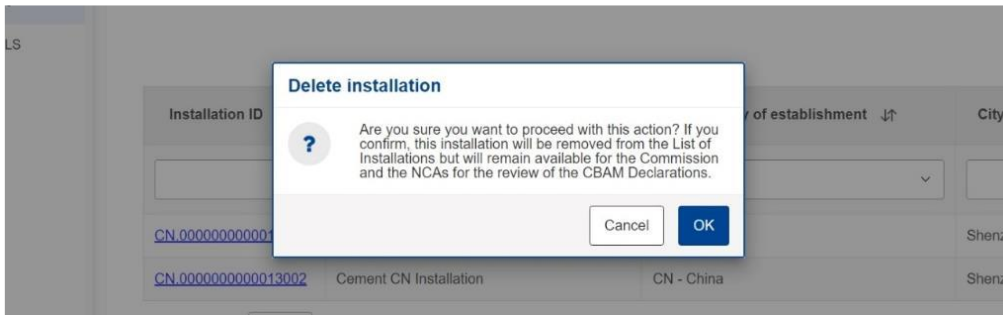 LS
Delete installation
Installation ID
of establishment
City
?
Are you sure you want to proceed with this action? If you
confirm, this installation will be removed from the List of
Installations but will remain available for the Commission
and the NCAs for the review of the CBAM Declarations.
Cancel
OK
CN.000000000001
Shenz
CN.0000000000013002
Cement CN Installation
CN - China
Shenz